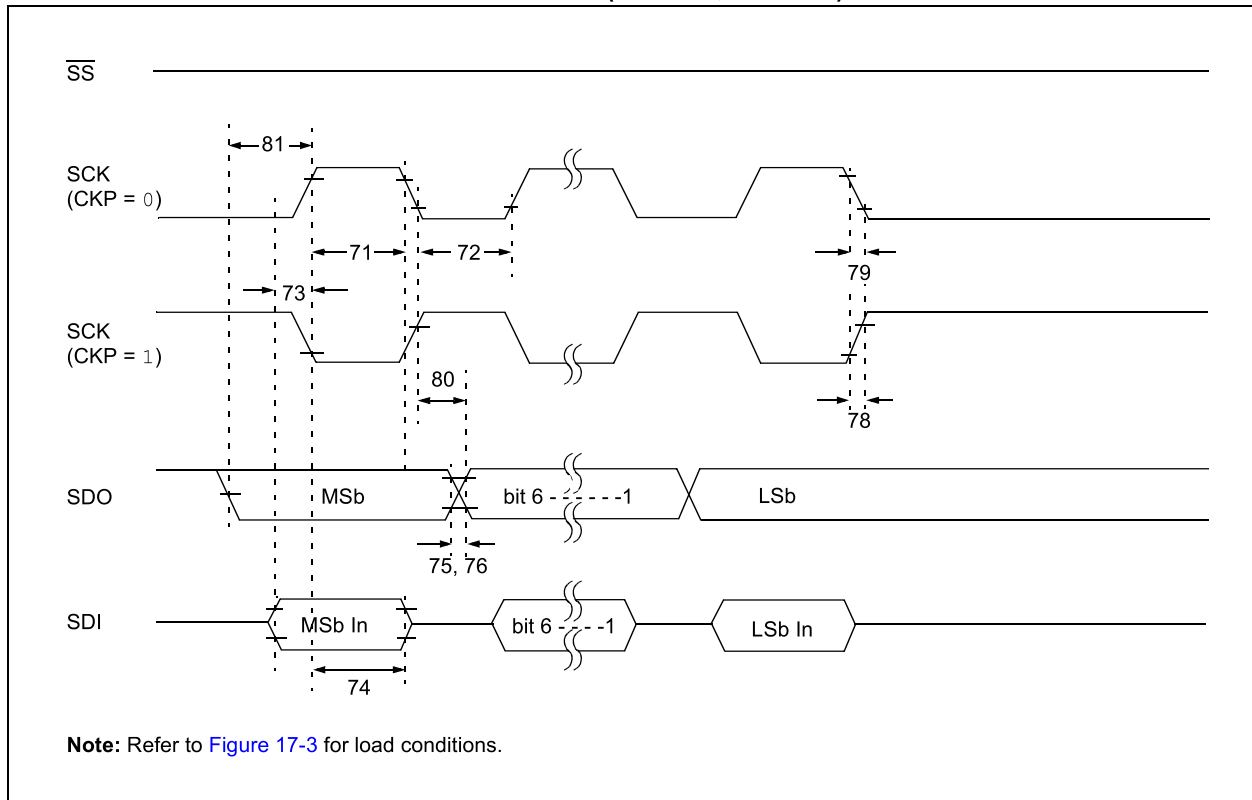 SS
81
SCK
(CKP = 0)
71
72
79
73
SCK
(CKP = 1)
80
78
SDO
MSb
bit 6 - - - - - - -1
LSb
75, 76
SDI
MSb In
bit 6 - - - - -1
LSb In
74
Note: Refer to Figure 17-3 for load conditions.